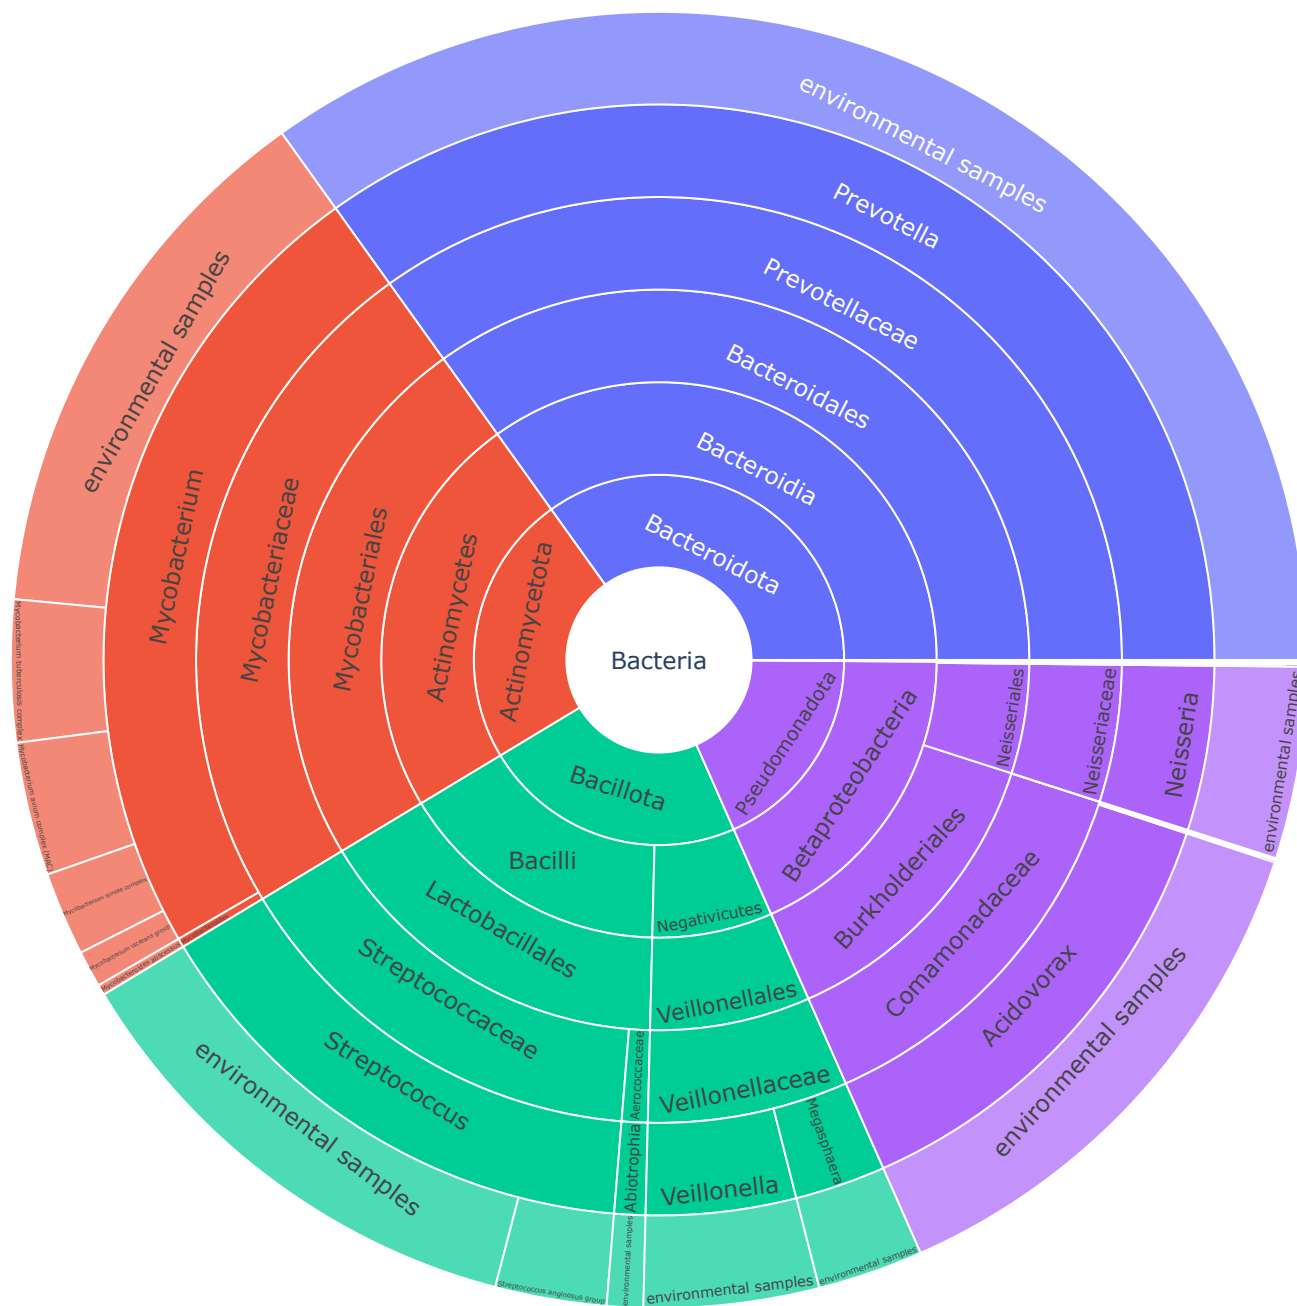 Bacteria
Bacteroidota
Bacteroidia
Bacteroidales
Prevotellaceae
Prevotella
environmental samples
Actinomycetota
Actinomycetes
Mycobacteriales
Mycobacteriaceae
Mycobacterium
environmental samples
Mycobacterium tuberculosis complex
Mycobacterium avium complex (MAC)
Mycobacterium simiae complex
Mycobacterium ulcerans group
Bacillota
Bacilli
Lactobacillales
Streptococcaceae
Streptococcus
environmental samples
Streptococcus anginosus group
Aerococcaceae
Abiotrophia
environmental samples
Negativicutes
Veillonellales
Veillonellaceae
Veillonella
environmental samples
Megasphaera
environmental samples
Pseudomonadota
Betaproteobacteria
Burkholderiales
Comamonadaceae
Acidovorax
environmental samples
Neisseriales
Neisseriaceae
Neisseria
environmental samples